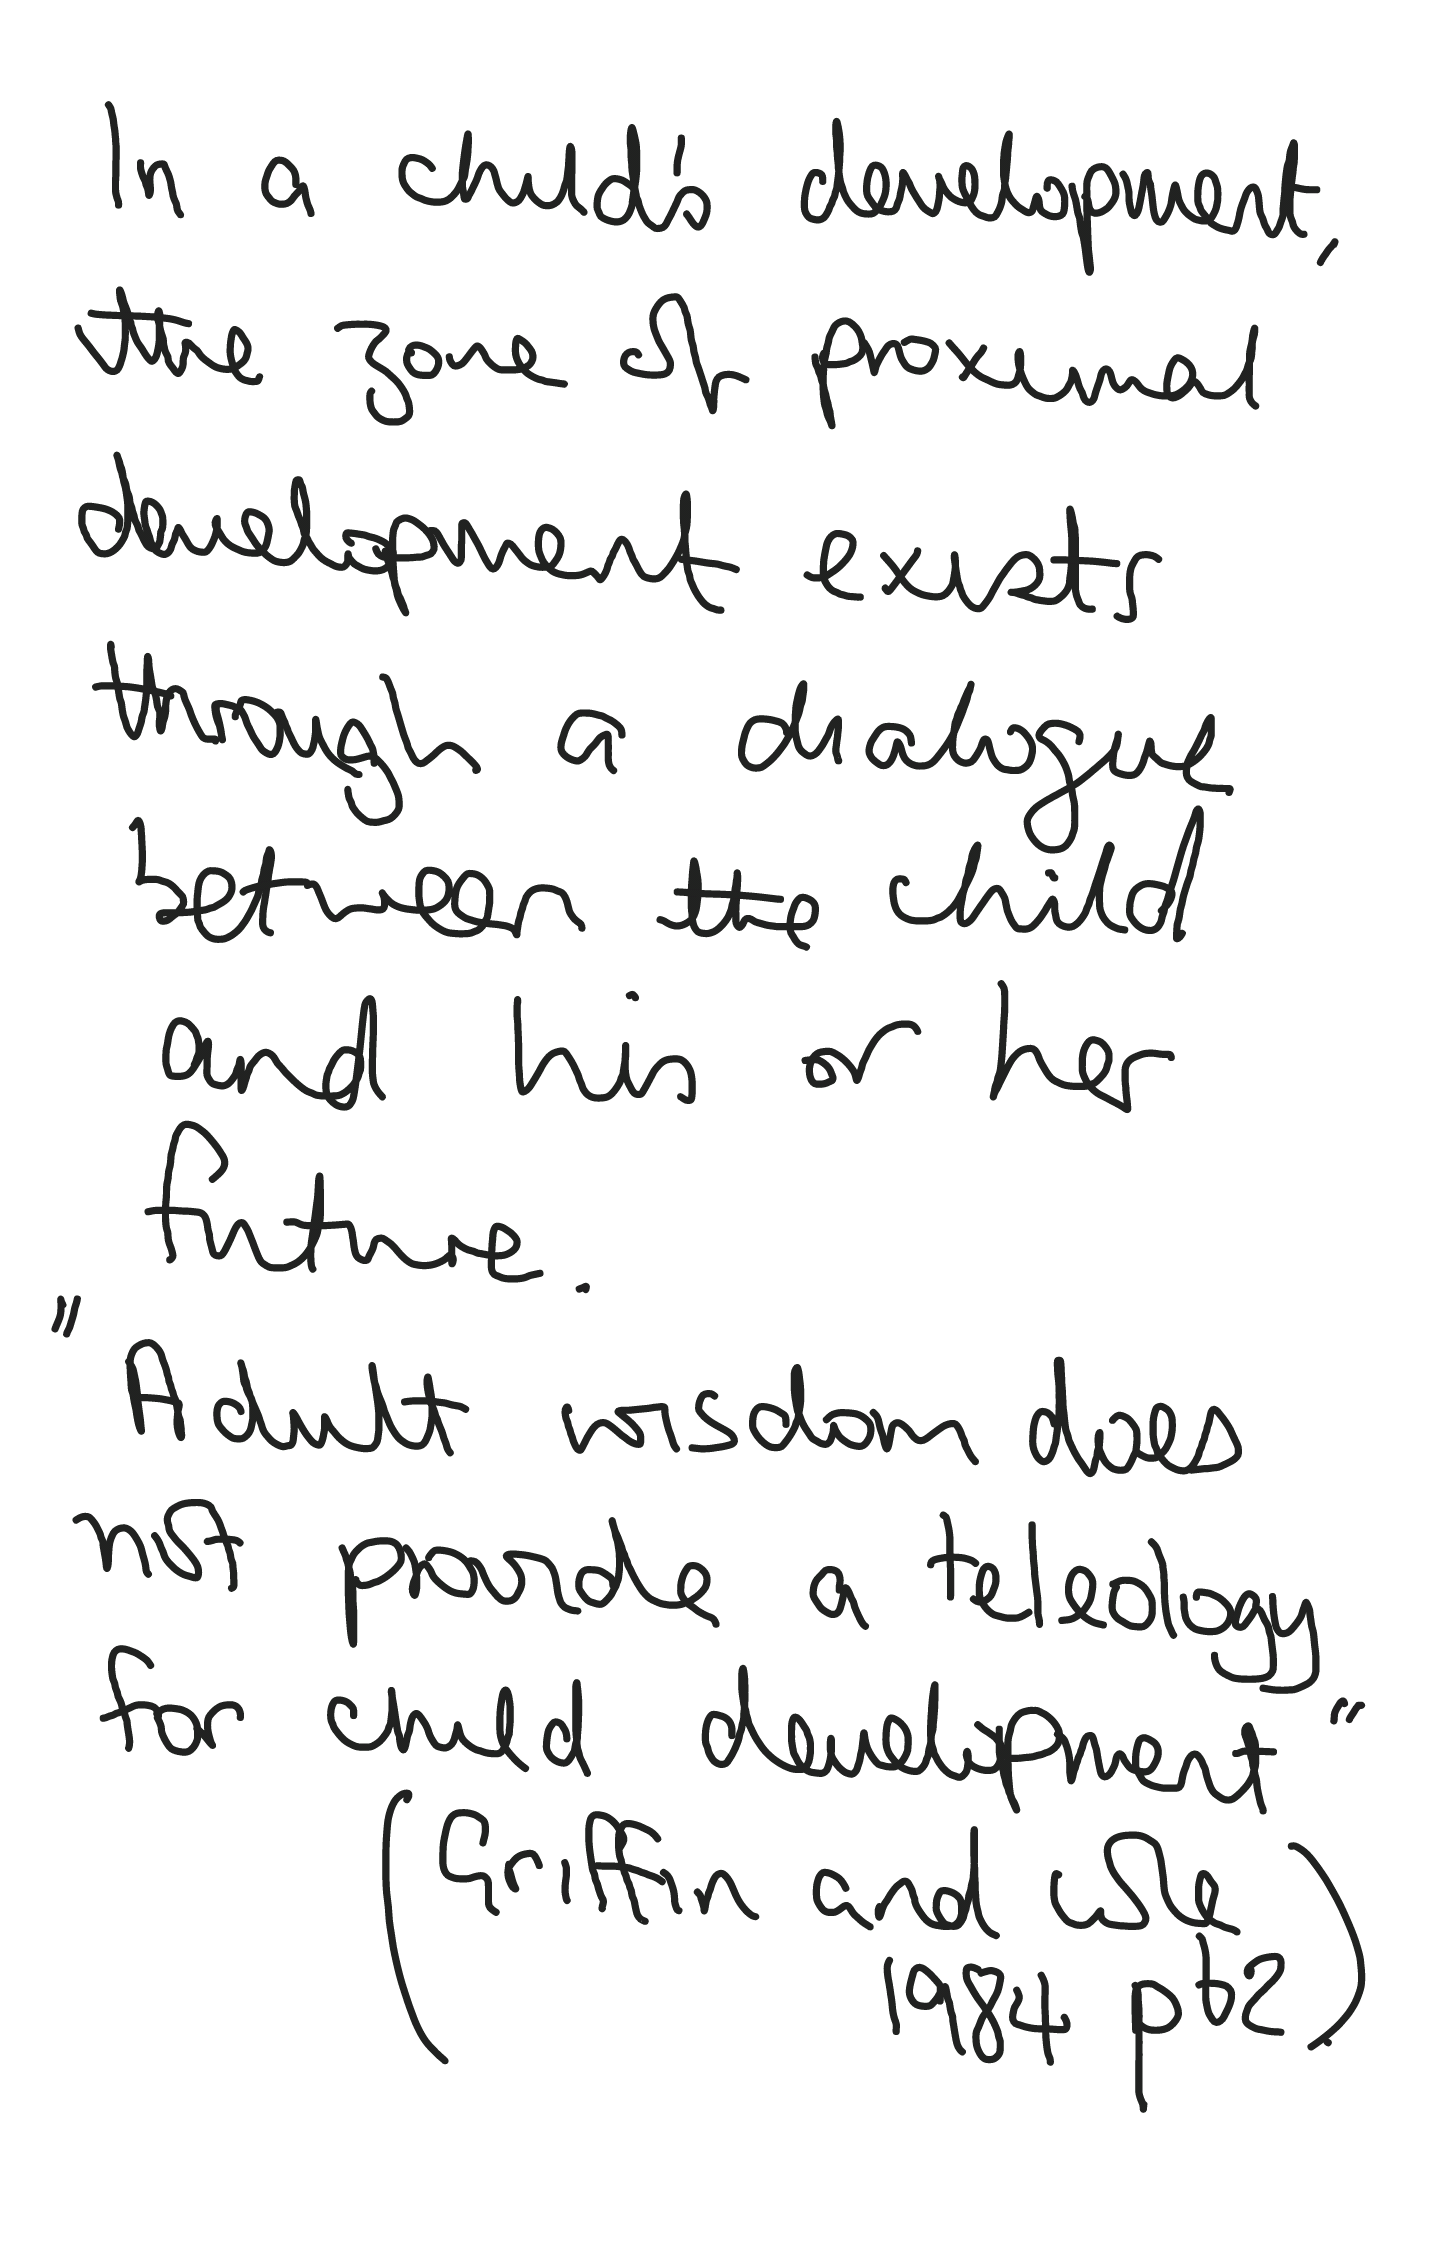 In a child's development,
the zone of proximal
development exists
through a dialogue
between the child
and his or her
future.
"Adult wisdom does
not provide a teleology
for child development"
(Griffin and Cole
1984 p62)